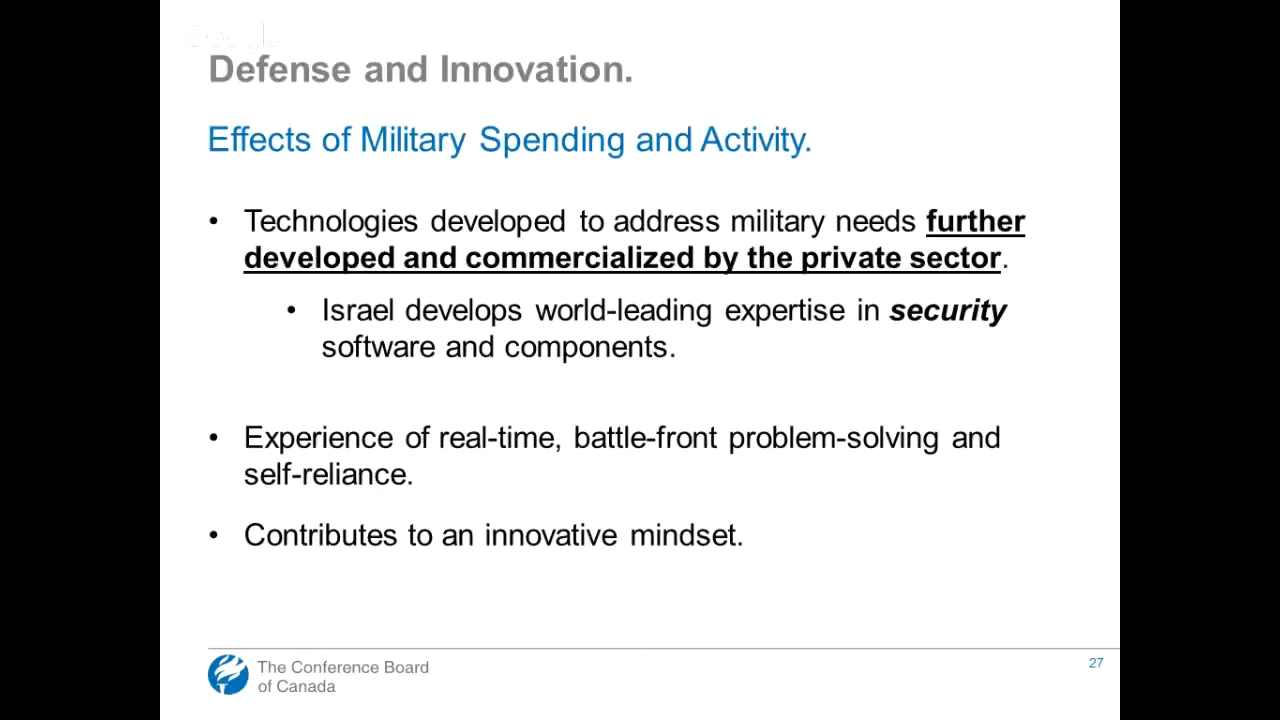 Google
Defense and Innovation.
Effects of Military Spending and Activity.
• Technologies developed to address military needs further
developed and commercialized by the private sector.
• Israel develops world-leading expertise in security
software and components.
• Experience of real-time, battle-front problem-solving and
self-reliance.
• Contributes to an innovative mindset.
The Conference Board
of Canada
27